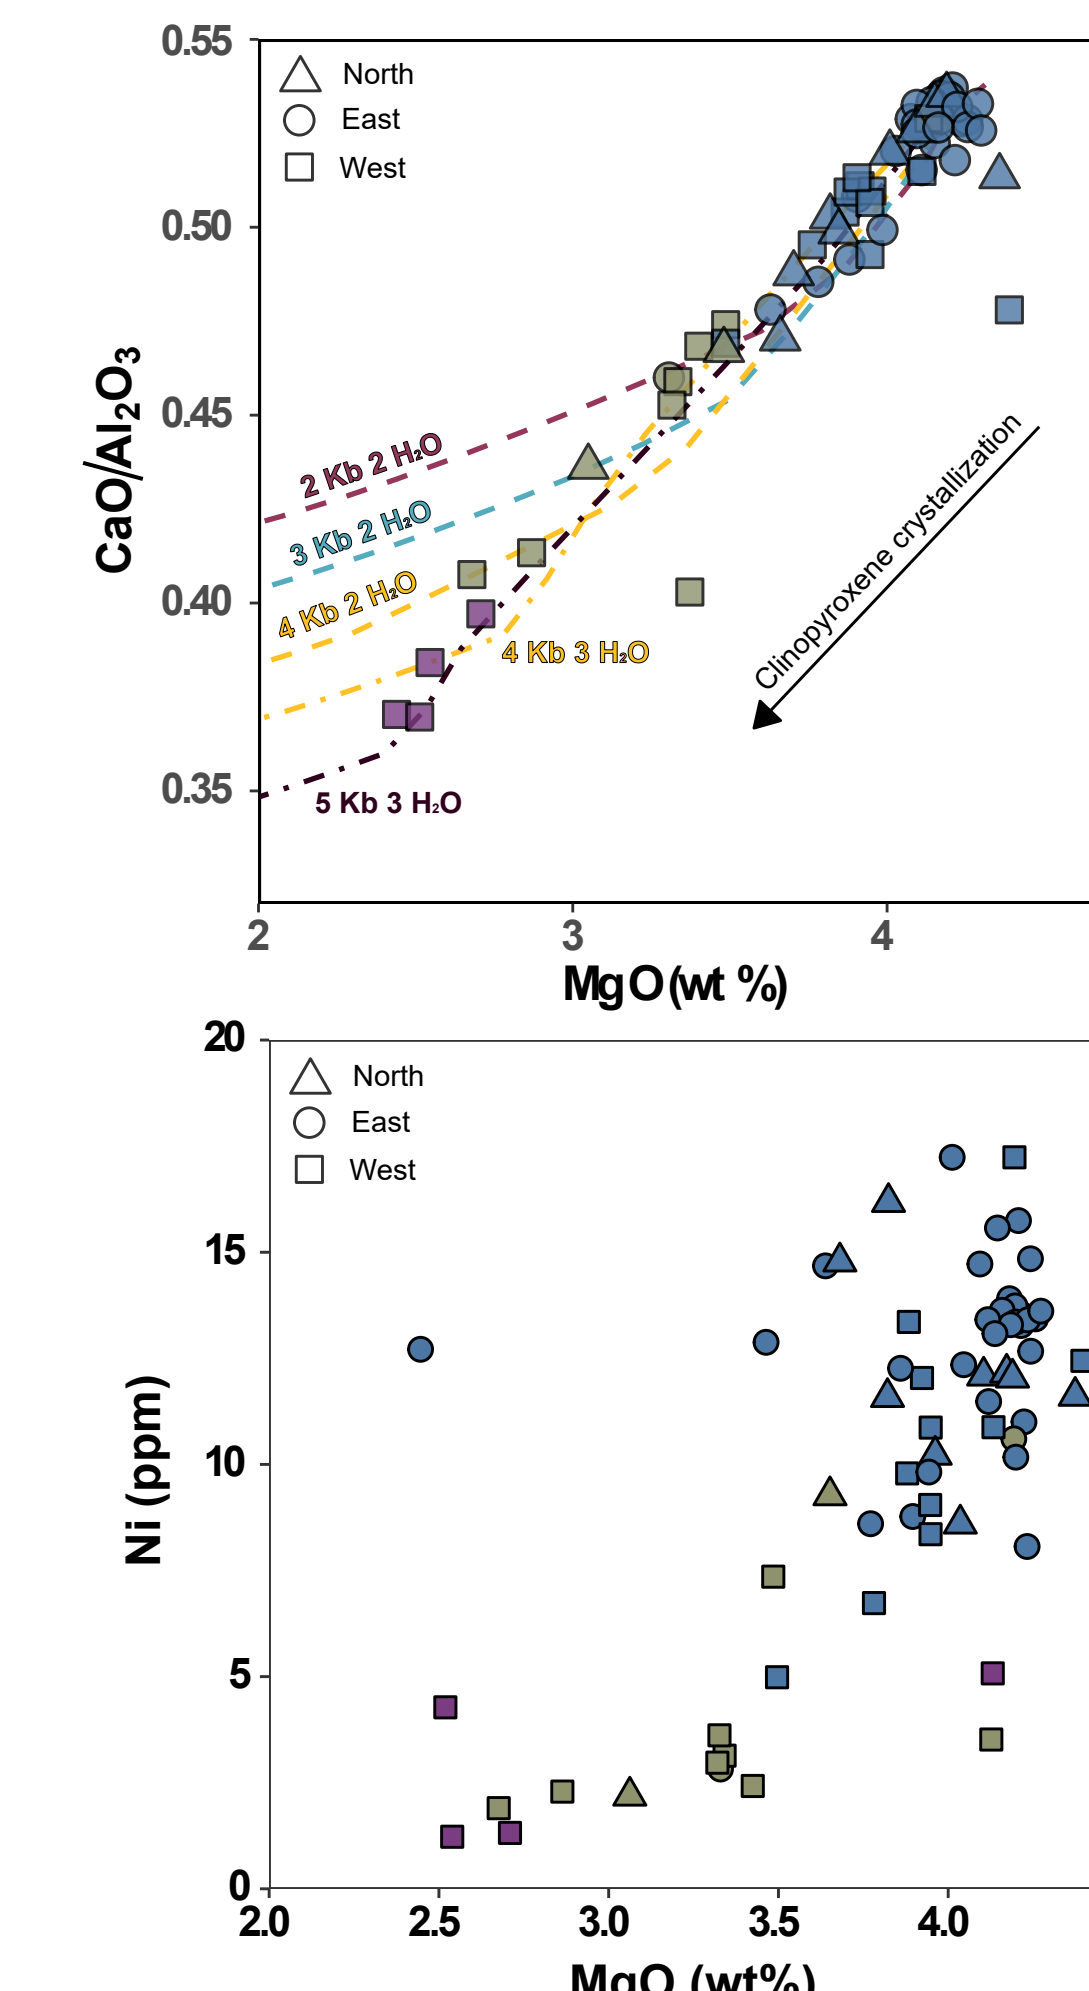 0.55
North
East
West
0.50
0.45
0.40
0.35
CaO/Al₂O₃
2 Kb 2 H₂O
3 Kb 2 H₂O
4 Kb 2 H₂O
4 Kb 3 H₂O
5 Kb 3 H₂O
Clinopyroxene crystallization
2 3 4
MgO (wt %)
20
North
East
West
15
10
5
0
Ni (ppm)
2.0 2.5 3.0 3.5 4.0
MgO (wt%)